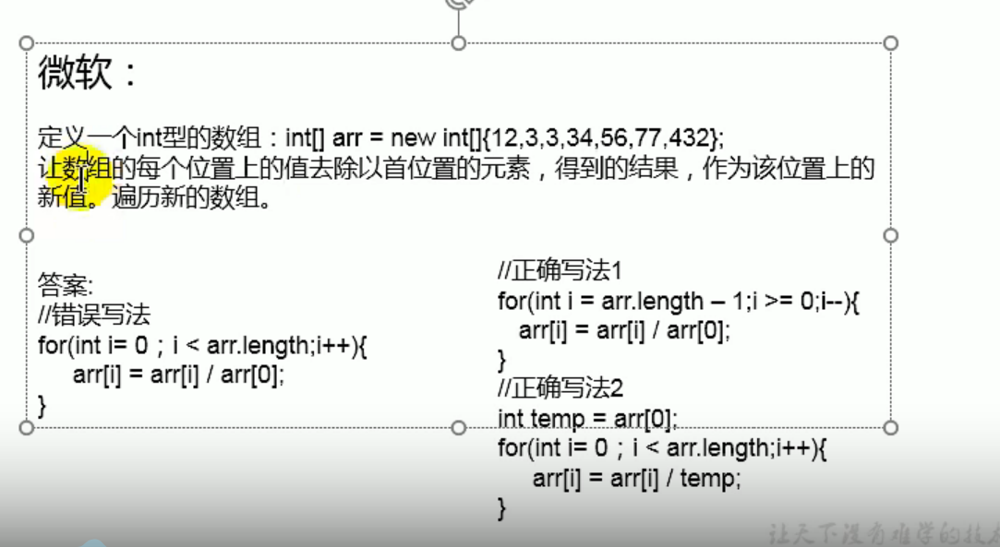 微软：
定义一个int型的数组：int[] arr = new int[]{12,3,3,34,56,77,432};
让数组的每个位置上的值去除以首位置的元素，得到的结果，作为该位置上的
新值。遍历新的数组。
答案:
//错误写法
for(int i= 0；i < arr.length;i++){
arr[i] = arr[i] / arr[0];
}
//正确写法1
for(int i = arr.length – 1;i >= 0;i--){
arr[i] = arr[i] / arr[0];
}
//正确写法2
int temp = arr[0];
for(int i= 0；i < arr.length;i++){
arr[i] = arr[i] / temp;
}
让天下没有难学的技术